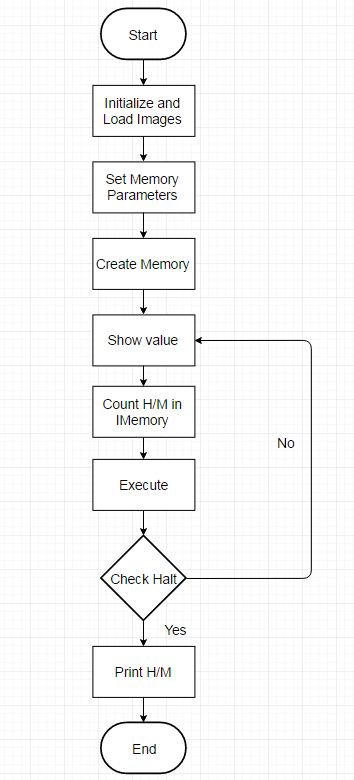 Start
Initialize and
Load Images
Set Memory
Parameters
Create Memory
Show value
Count H/M in
IMemory
No
Execute
Check Halt
Yes
Print H/M
End